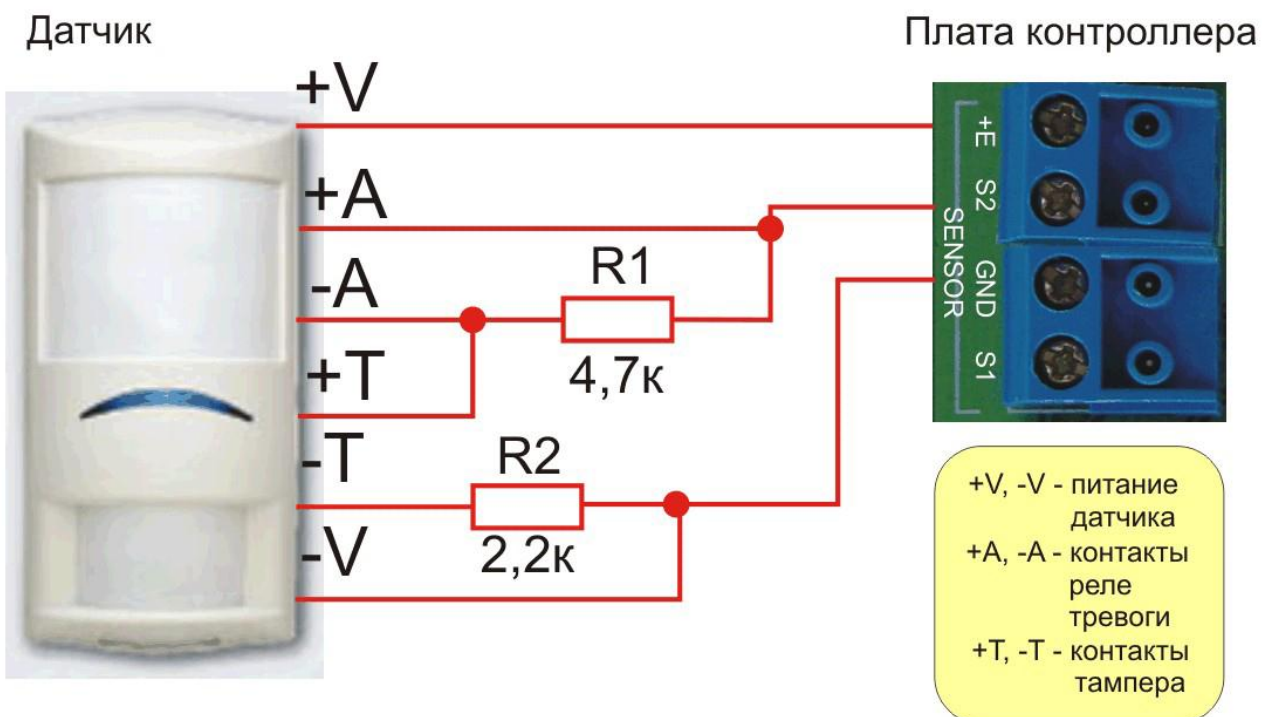 Датчик
Плата контроллера
+V
+A
-A
+T
-T
-V
R1
4,7к
R2
2,2к
+E
S2
GND
S1
SENSOR
+V, -V - питание
датчика
+A, -A - контакты
реле
тревоги
+T, -T - контакты
тампера